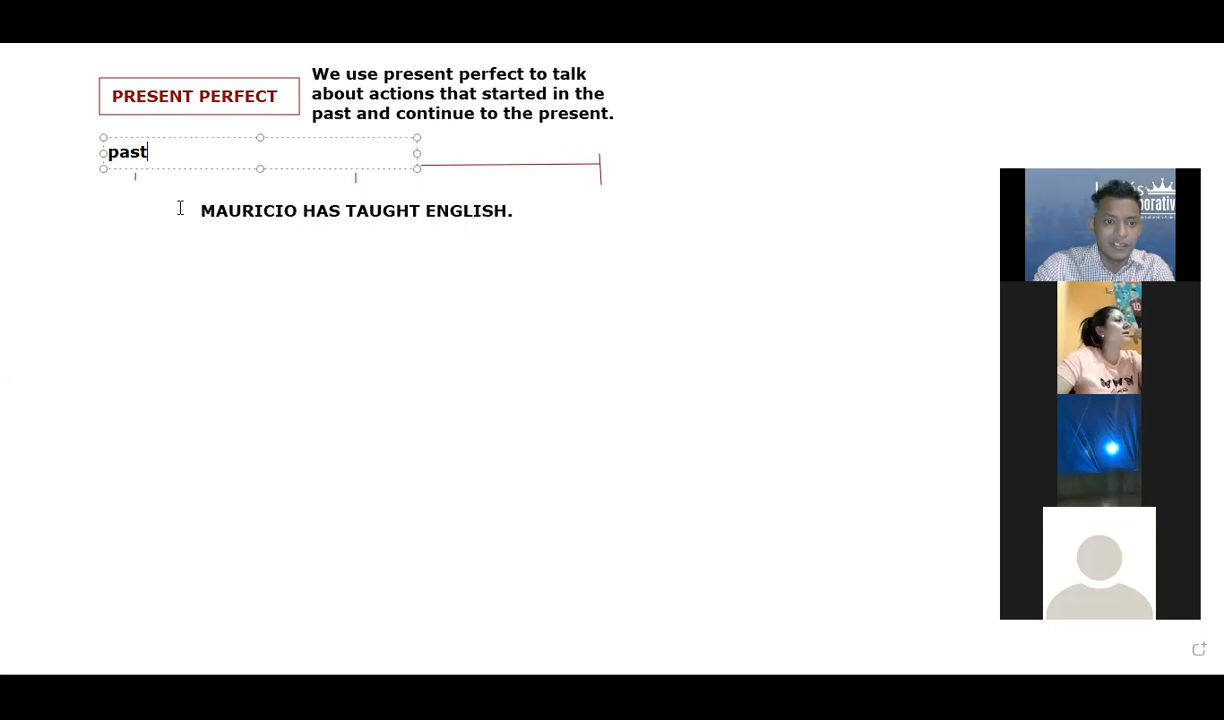 PRESENT PERFECT
We use present perfect to talk
about actions that started in the
past and continue to the present.
past
MAURICIO HAS TAUGHT ENGLISH.